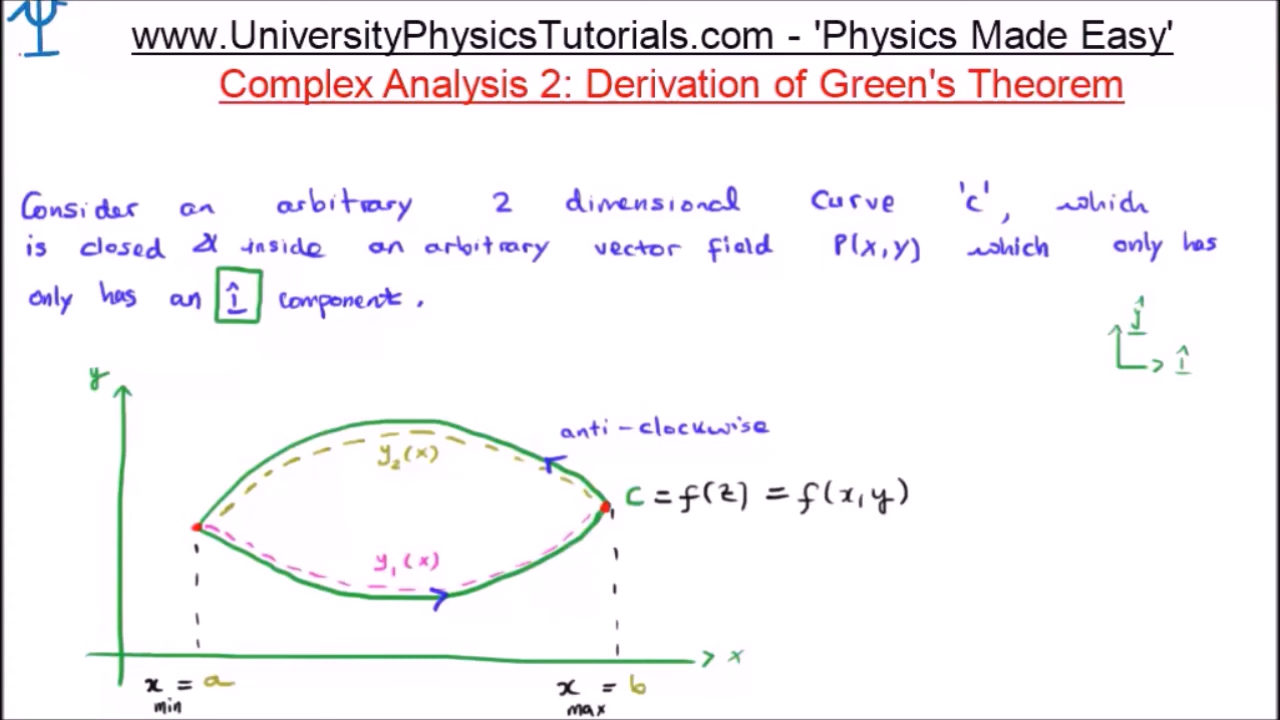 www.UniversityPhysicsTutorials.com - 'Physics Made Easy'
Complex Analysis 2: Derivation of Green's Theorem
Consider an arbitrary 2 dimensional curve 'c', which
is closed & inside an arbitrary vector field P(x,y) which only has
only has an î component.
ĵ
î
y
anti-clockwise
y₂(x)
C = f(z) = f(x,y)
y₁(x)
x
x min = a
x max = b